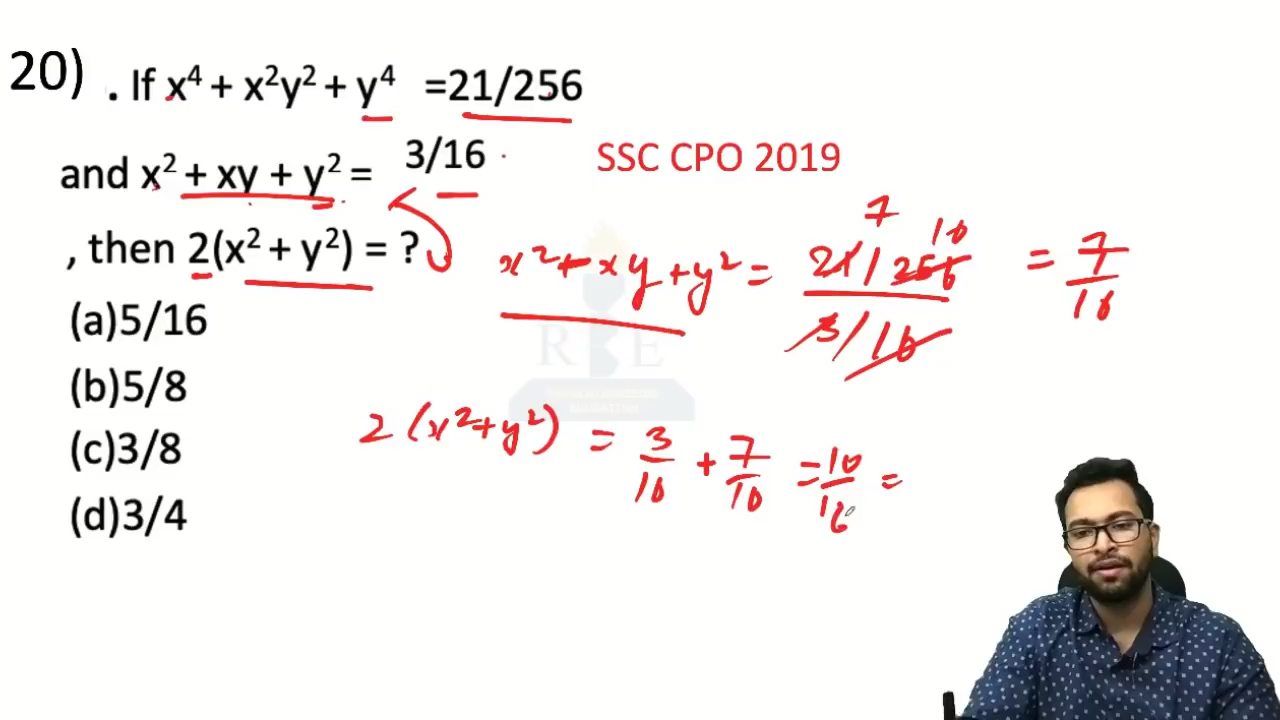 20) . If x⁴ + x²y² + y⁴ =21/256
and x² + xy + y² = 3/16
SSC CPO 2019
, then 2(x² + y²) = ?
(a)5/16
(b)5/8
(c)3/8
(d)3/4
7 16
x² - xy + y² = 21/256 = 7/16
3/16
2 (x² + y²) = 3/16 + 7/16 = 10/16 =
R E